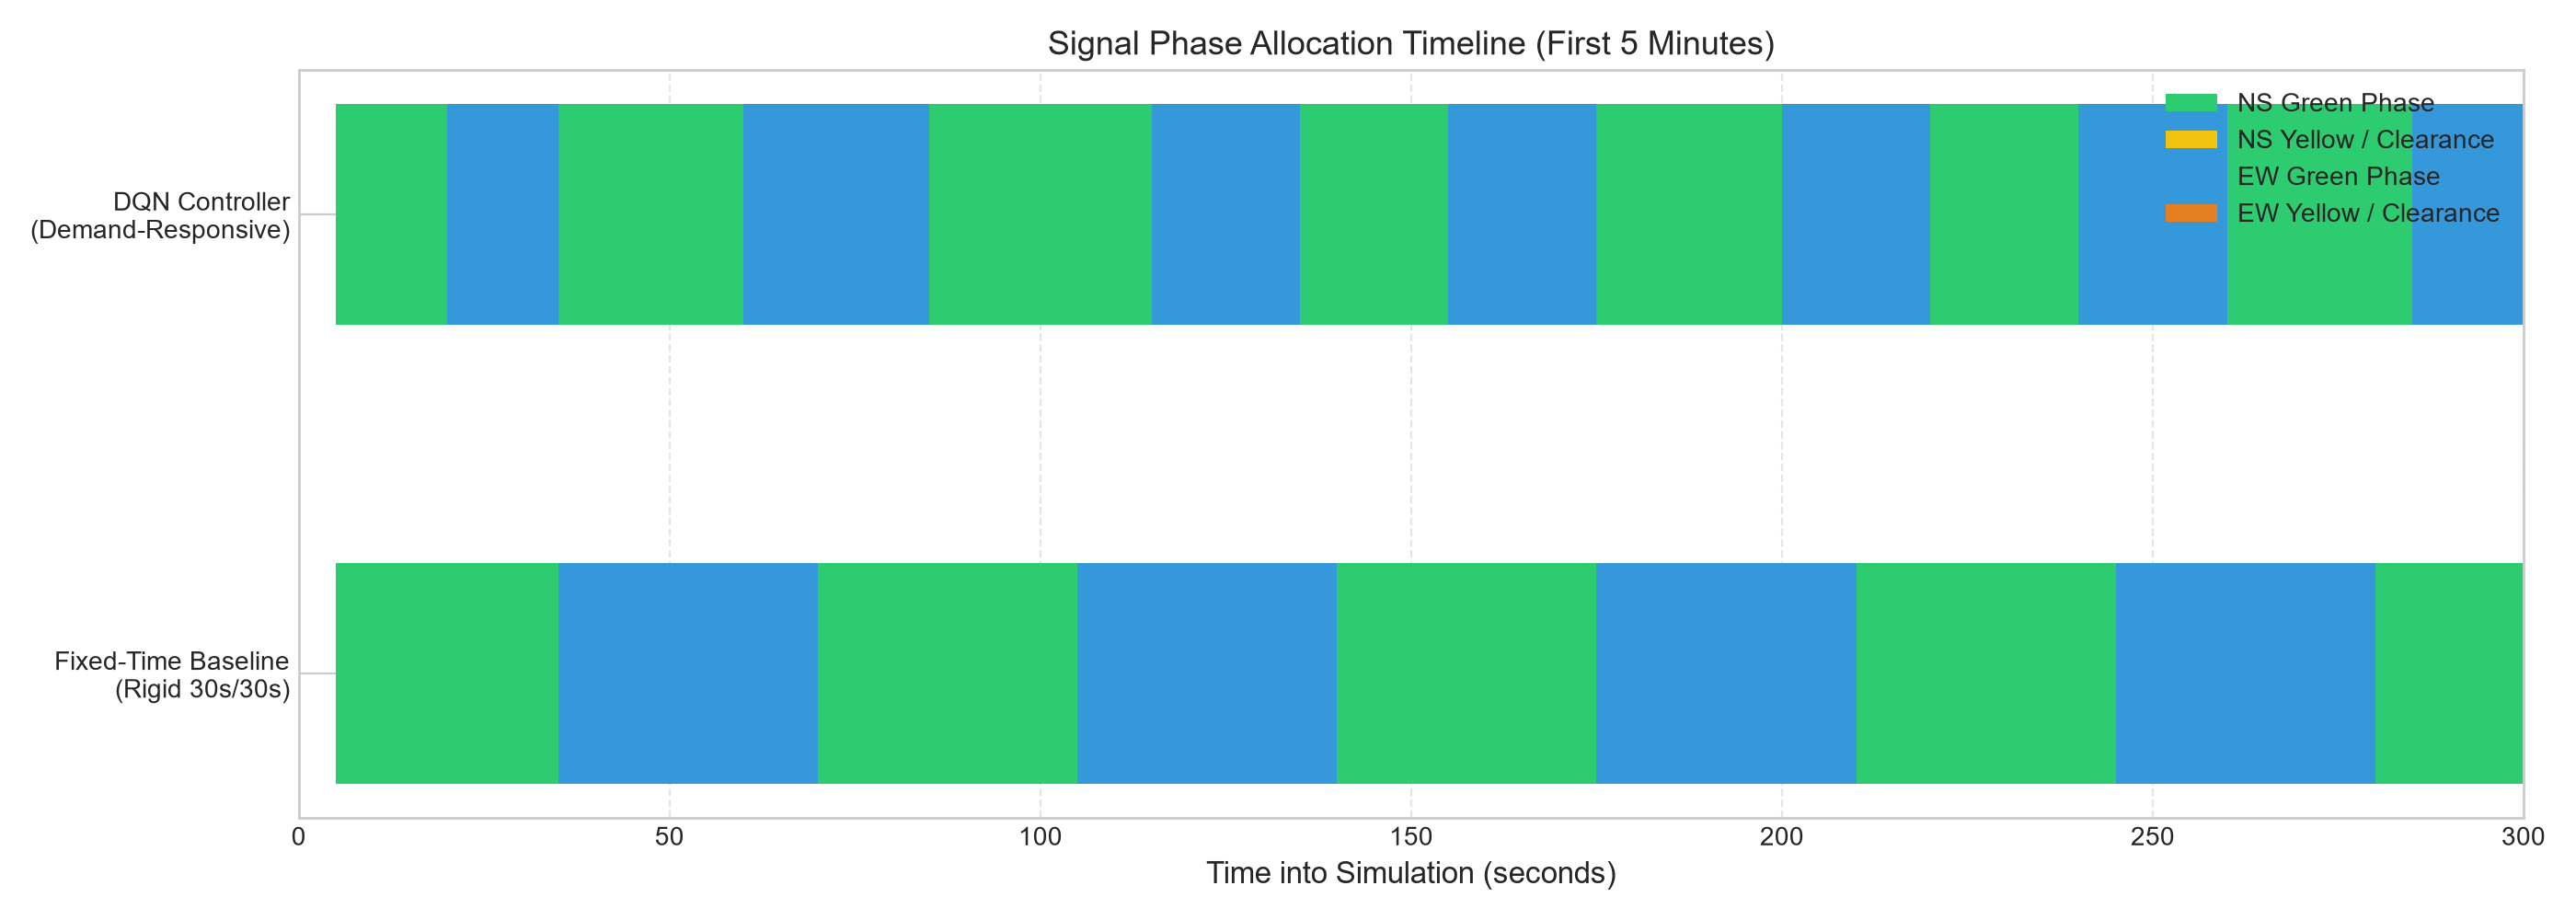 Signal Phase Allocation Timeline (First 5 Minutes)
NS Green Phase
NS Yellow / Clearance
EW Green Phase
EW Yellow / Clearance
DQN Controller
(Demand-Responsive)
Fixed-Time Baseline
(Rigid 30s/30s)
0 50 100 150 200 250 300
Time into Simulation (seconds)